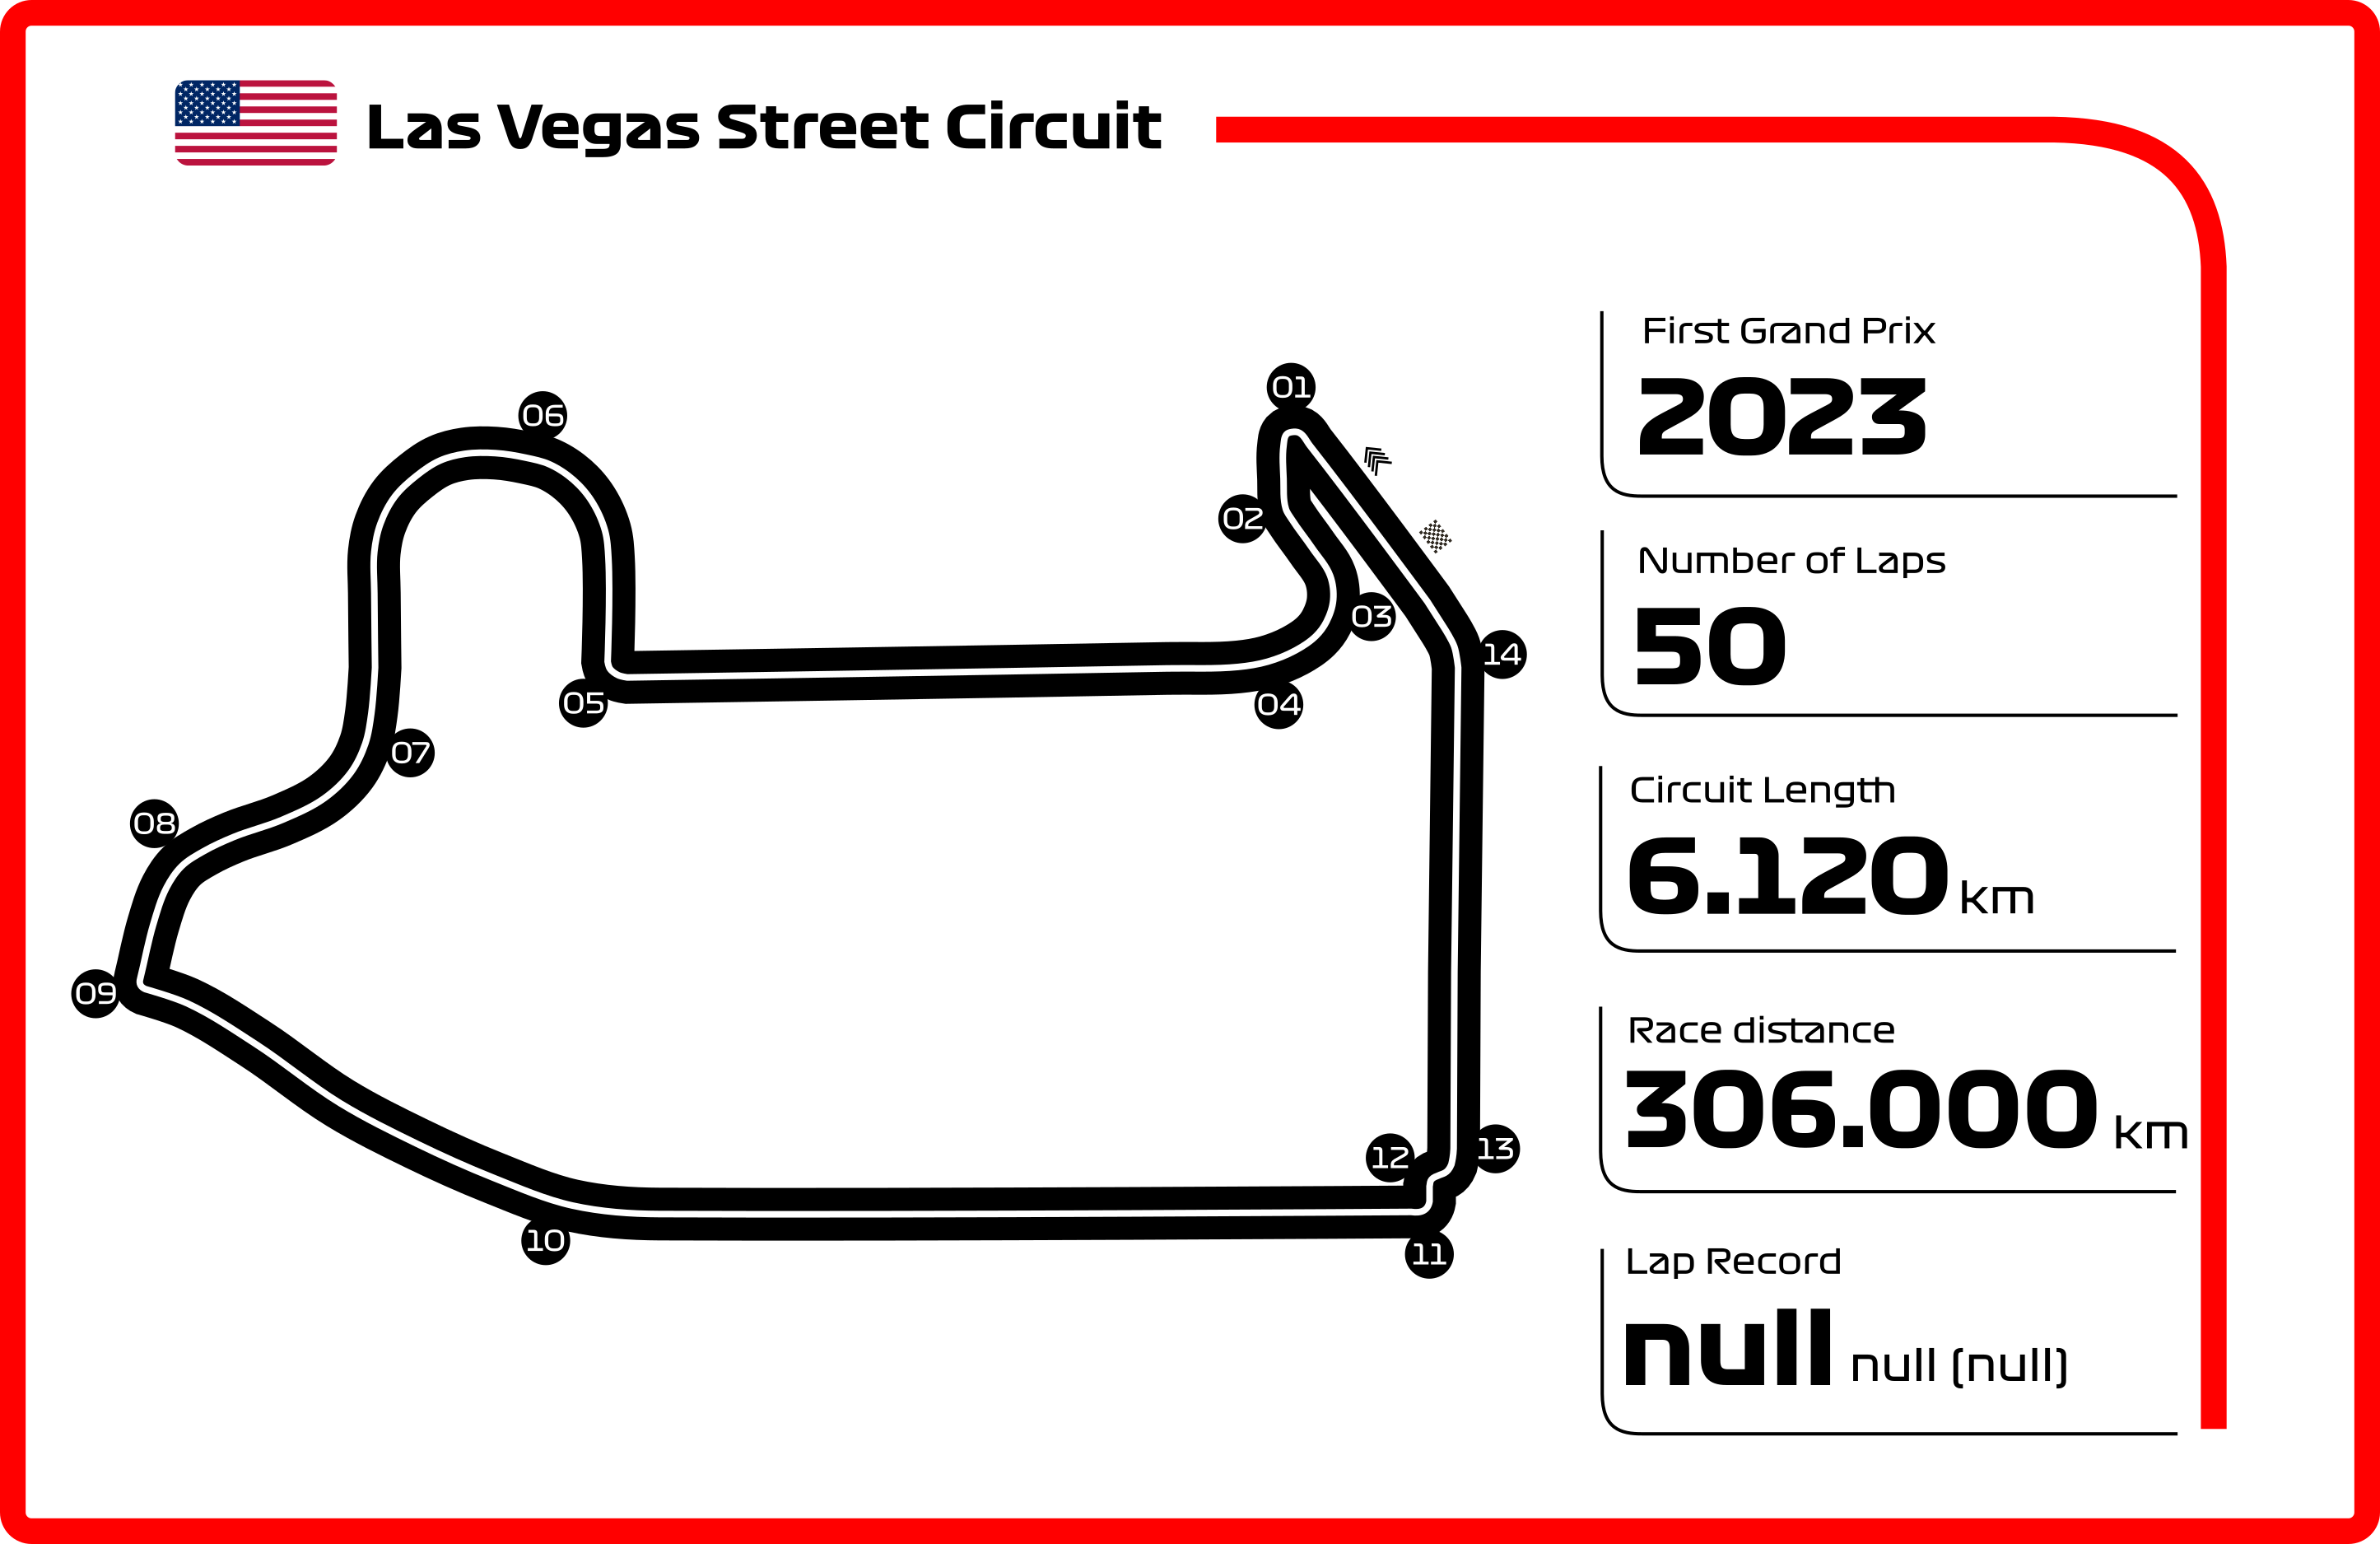 Las Vegas Street Circuit
First Grand Prix
2023
Number of Laps
50
Circuit Length
6.120 km
Race distance
306.000 km
Lap Record
null null (null)
01
02
03
04
05
06
07
08
09
10
11
12
13
14